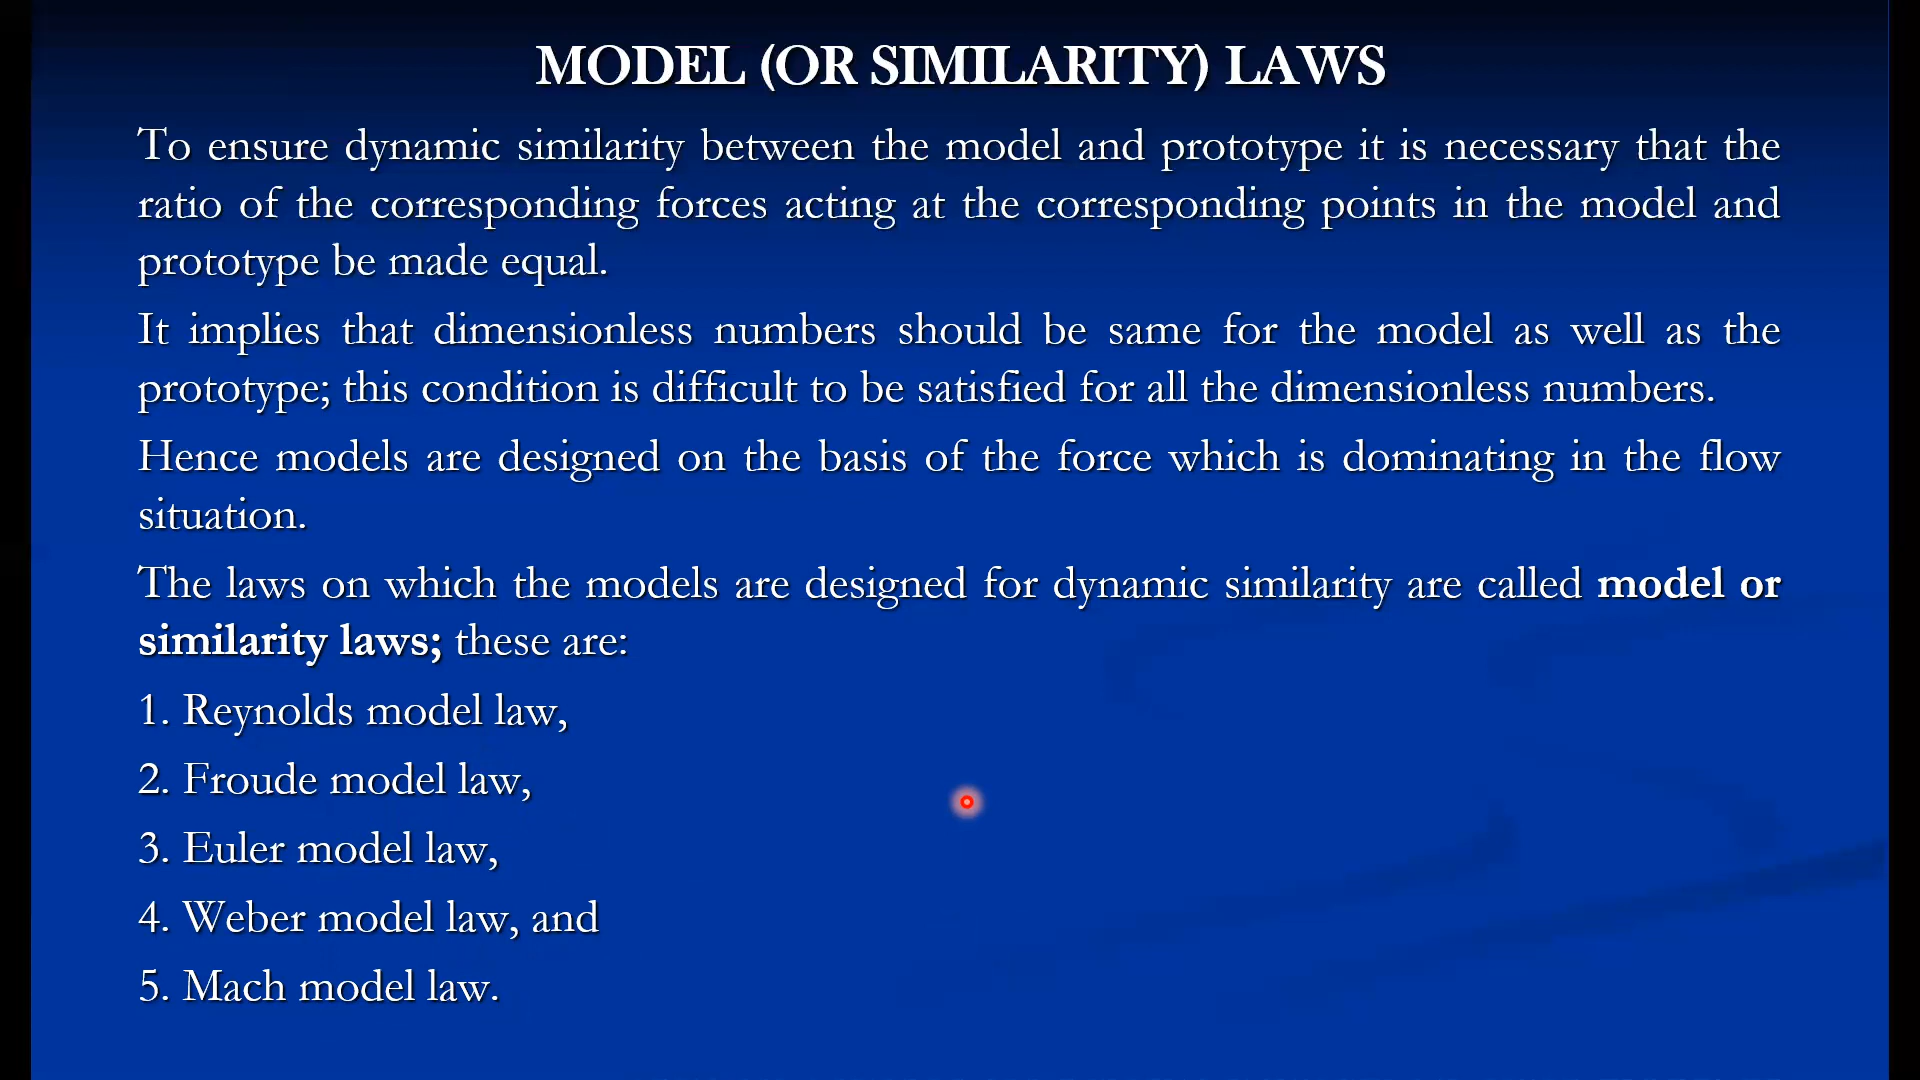 MODEL (OR SIMILARITY) LAWS
To ensure dynamic similarity between the model and prototype it is necessary that the
ratio of the corresponding forces acting at the corresponding points in the model and
prototype be made equal.
It implies that dimensionless numbers should be same for the model as well as the
prototype; this condition is difficult to be satisfied for all the dimensionless numbers.
Hence models are designed on the basis of the force which is dominating in the flow
situation.
The laws on which the models are designed for dynamic similarity are called model or
similarity laws; these are:
1. Reynolds model law,
2. Froude model law,
3. Euler model law,
4. Weber model law, and
5. Mach model law.